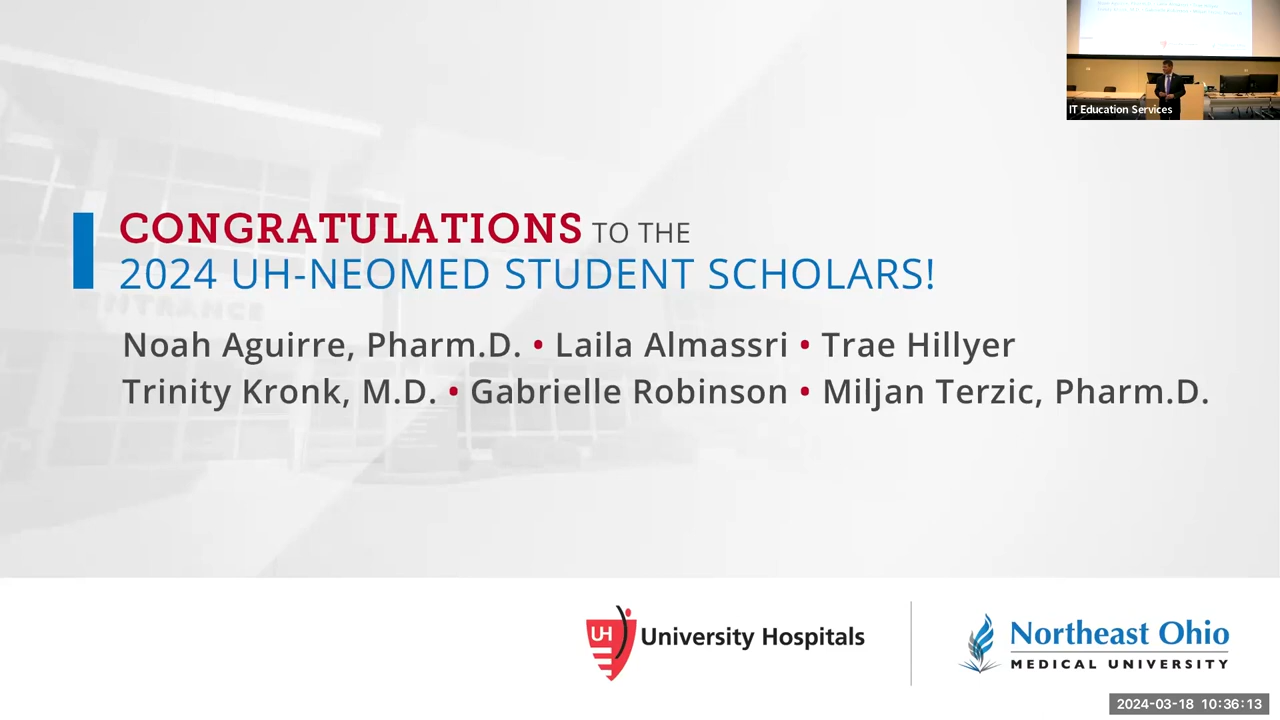 IT Education Services
CONGRATULATIONS TO THE
2024 UH-NEOMED STUDENT SCHOLARS!
Noah Aguirre, Pharm.D. • Laila Almassri • Trae Hillyer
Trinity Kronk, M.D. • Gabrielle Robinson • Miljan Terzic, Pharm.D.
ENTRANCE
UH University Hospitals
Northeast Ohio
MEDICAL UNIVERSITY
2024-03-18 10:36:13